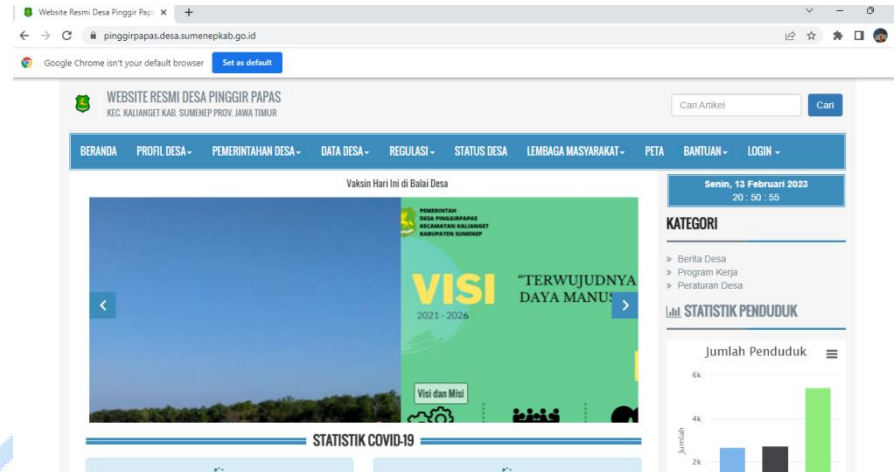 Website Resmi Desa Pinggir Pap
pinggirpapas.desa.sumenepkab.go.id
Google Chrome isn't your default browser
Set as default
WEBSITE RESMI DESA PINGGIR PAPAS
KEC. KALIANGET KAB. SUMENEP PROV. JAWA TIMUR
Cari Artikel
Cari
BERANDA PROFIL DESA PEMERINTAHAN DESA DATA DESA REGULASI STATUS DESA LEMBAGA MASYARAKAT PETA BANTUAN LOGIN
Vaksin Hari Ini di Balai Desa
Senin, 13 Februari 2023
20 : 50 : 55
PEMERINTAH
DESA PINGGIRPAPAS
KECAMATAN KALIANGET
KABUPATEN SUMENEP
VISI
2021 - 2026
"TERWUJUDNYA
DAYA MANUS
Visi dan Misi
KATEGORI
» Berita Desa
» Program Kerja
» Peraturan Desa
STATISTIK PENDUDUK
Jumlah Penduduk
6k
4k
2k
Jumlah
STATISTIK COVID-19